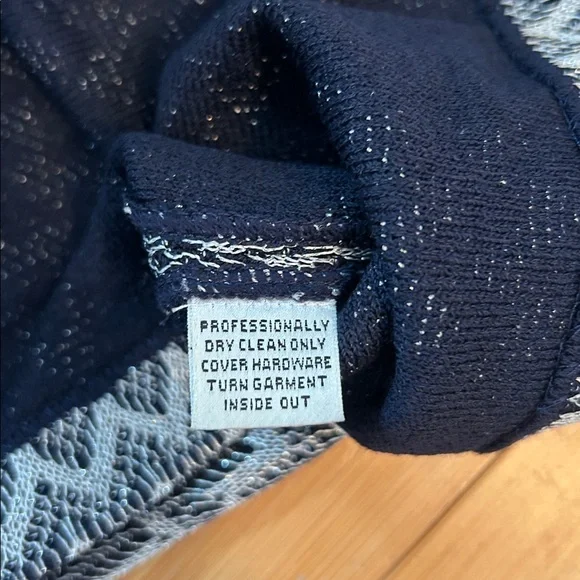 PROFESSIONALLY
DRY CLEAN ONLY
COVER HARDWARE
TURN GARMENT
INSIDE OUT